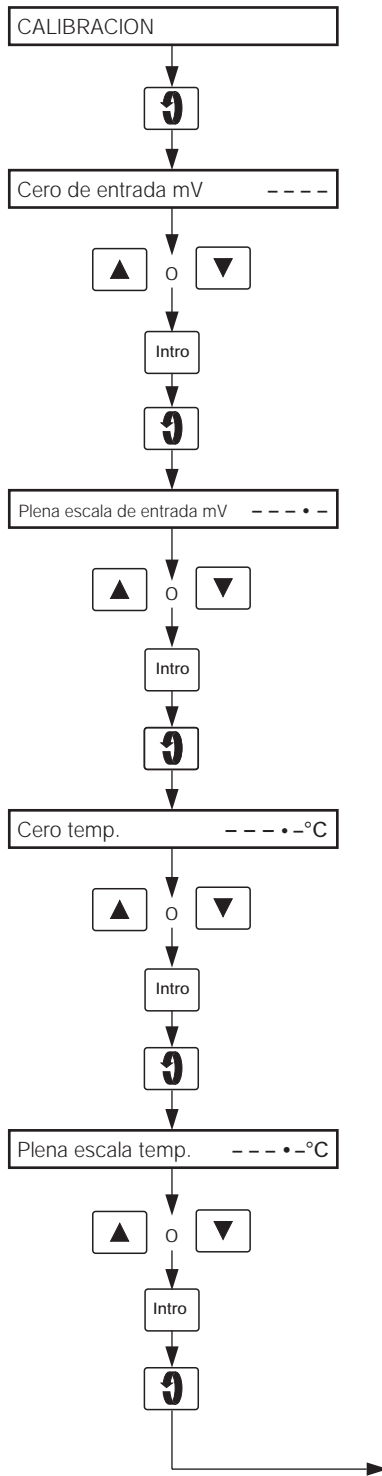 CALIBRACION
Cero de entrada mV – – – –
▲ o ▼
Intro
Plena escala de entrada mV – – – • –
▲ o ▼
Intro
Cero temp. – – – • –°C
▲ o ▼
Intro
Plena escala temp. – – – • –°C
▲ o ▼
Intro